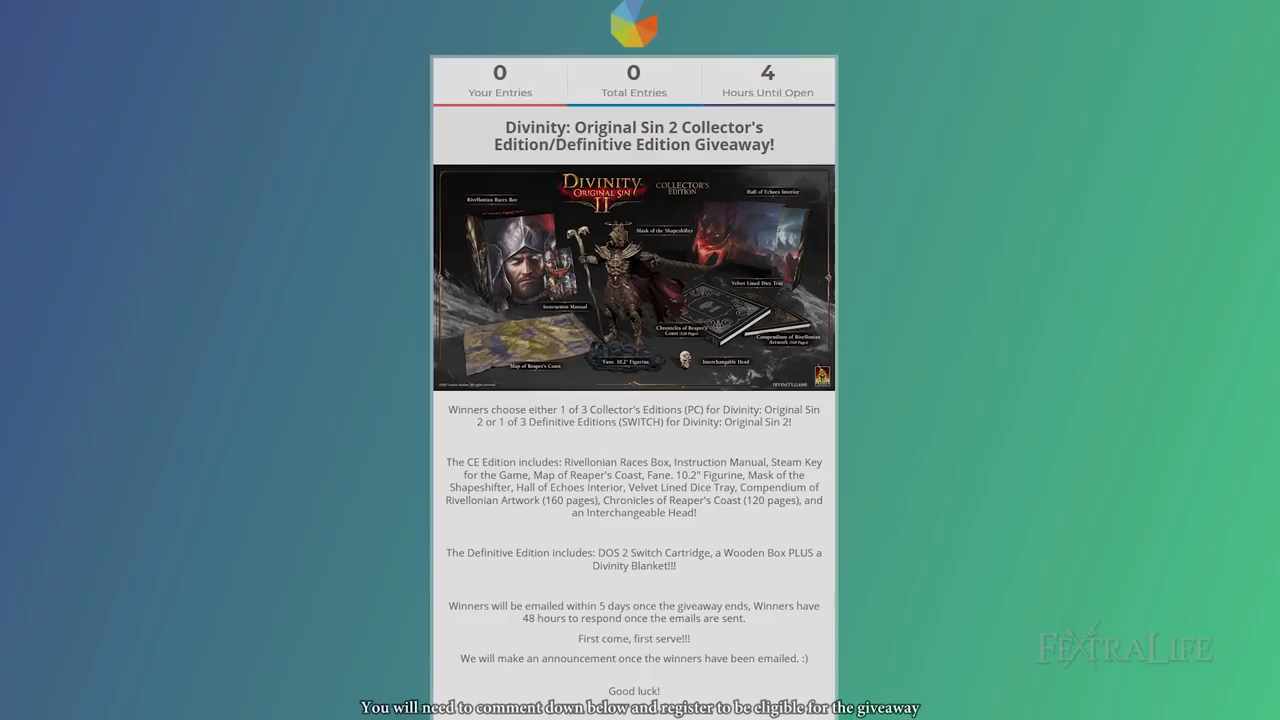 0
Your Entries
0
Total Entries
4
Hours Until Open
Divinity: Original Sin 2 Collector's
Edition/Definitive Edition Giveaway!
DIVINITY
ORIGINAL SIN
II
COLLECTOR'S
EDITION
Hall of Echoes Interior
Rivellonian Races Box
Mask of the Shapeshifter
Velvet Lined Dice Tray
Instruction Manual
Chronicles of Reaper's
Coast (120 Pages)
Compendium of Rivellonian
Artwork (160 Pages)
Map of Reaper's Coast
Fane. 10.2" Figurine
Interchangable Head
DIVINITY.GAME
Winners choose either 1 of 3 Collector's Editions (PC) for Divinity: Original Sin
2 or 1 of 3 Definitive Editions (SWITCH) for Divinity: Original Sin 2!
The CE Edition includes: Rivellonian Races Box, Instruction Manual, Steam Key
for the Game, Map of Reaper's Coast, Fane. 10.2" Figurine, Mask of the
Shapeshifter, Hall of Echoes Interior, Velvet Lined Dice Tray, Compendium of
Rivellonian Artwork (160 pages), Chronicles of Reaper's Coast (120 pages), and
an Interchangeable Head!
The Definitive Edition includes: DOS 2 Switch Cartridge, a Wooden Box PLUS a
Divinity Blanket!!!
Winners will be emailed within 5 days once the giveaway ends, Winners have
48 hours to respond once the emails are sent.
First come, first serve!!!
We will make an announcement once the winners have been emailed. :)
Good luck!
FEXTRALIFE
You will need to comment down below and register to be eligible for the giveaway